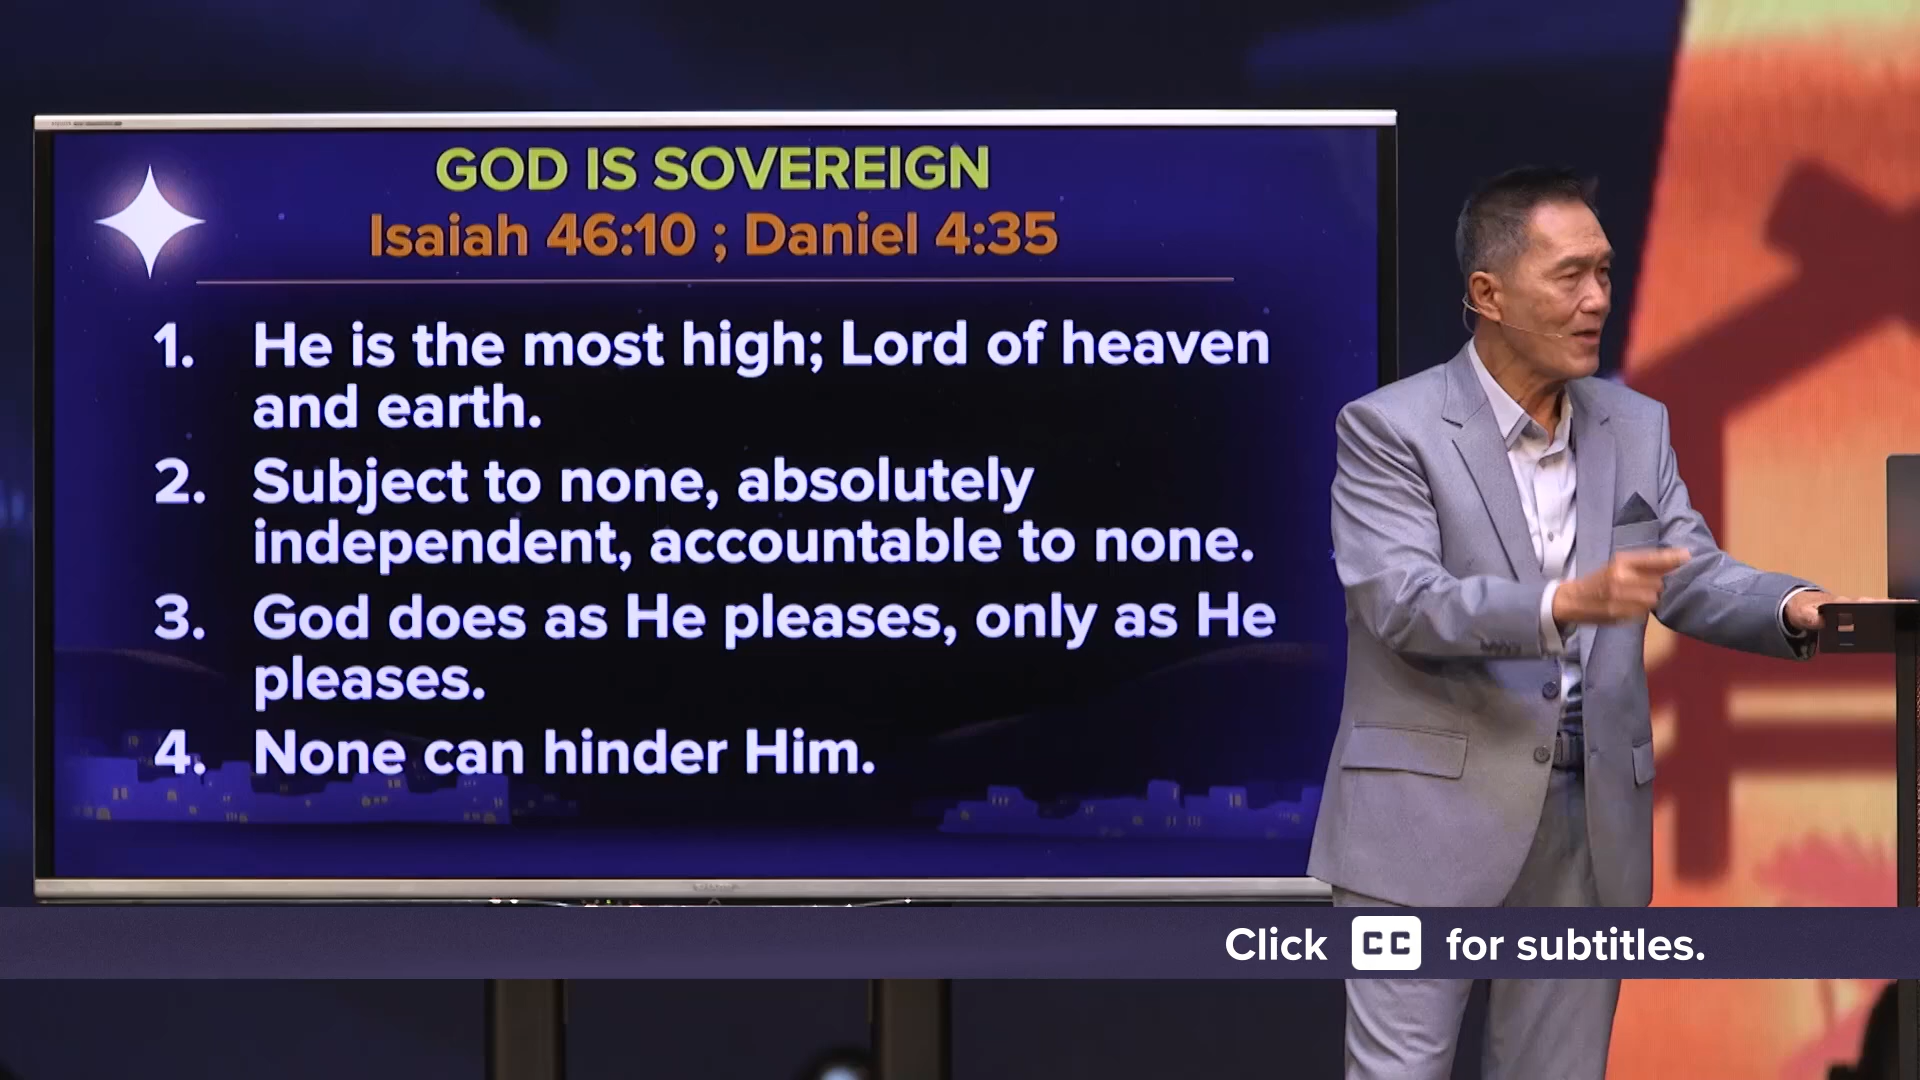 GOD IS SOVEREIGN
Isaiah 46:10 ; Daniel 4:35
1. He is the most high; Lord of heaven
and earth.
2. Subject to none, absolutely
independent, accountable to none.
3. God does as He pleases, only as He
pleases.
4. None can hinder Him.
Click CC for subtitles.